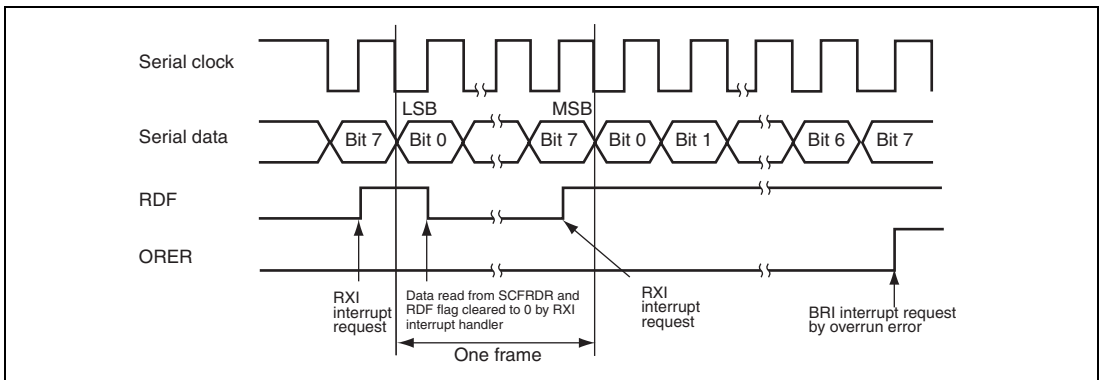 Serial clock
LSB MSB
Serial data Bit 7 Bit 0 Bit 7 Bit 0 Bit 1 Bit 6 Bit 7
RDF
ORER
RXI
interrupt
request
Data read from SCFRDR and
RDF flag cleared to 0 by RXI
interrupt handler
RXI
interrupt
request
BRI interrupt request
by overrun error
One frame